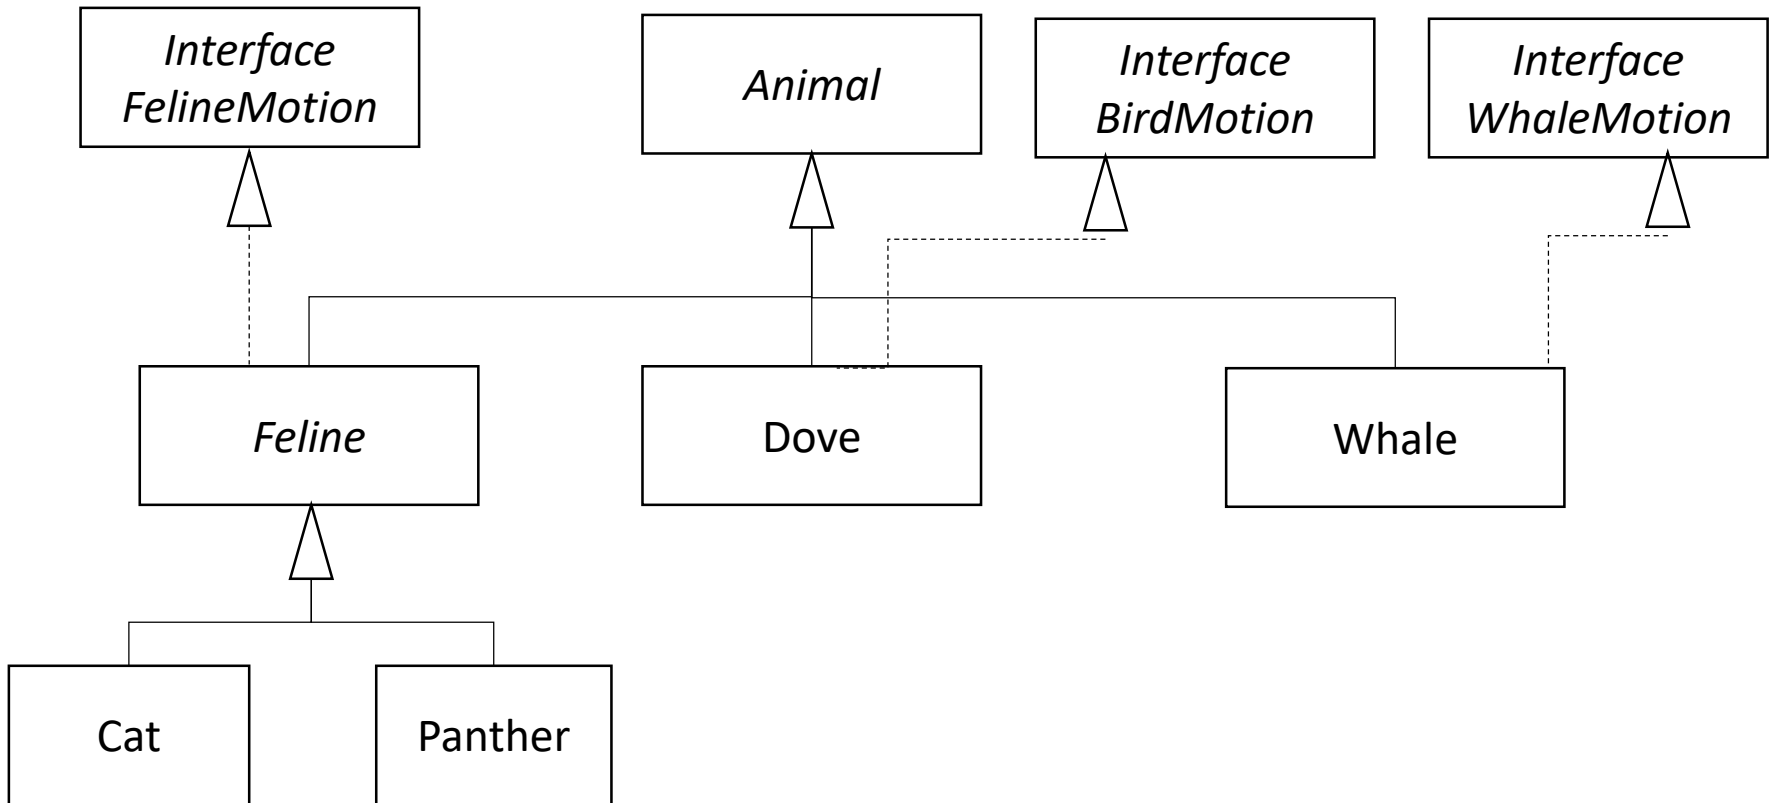 Interface
FelineMotion
Animal
Interface
BirdMotion
Interface
WhaleMotion
Feline
Dove
Whale
Cat
Panther